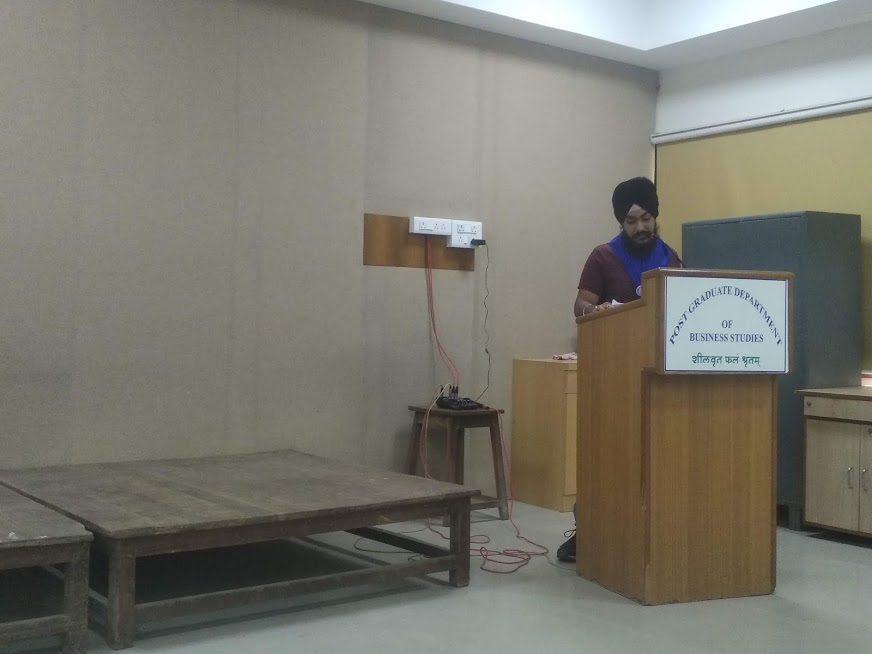 POST GRADUATE DEPARTMENT
OF
BUSINESS STUDIES
शीलवृत फलं श्रृतम्